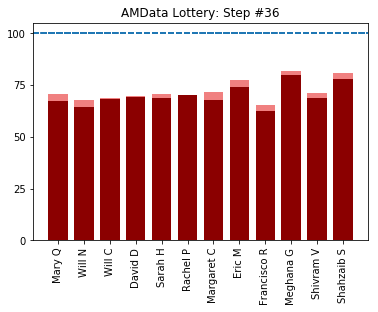 AMData Lottery: Step #36
100
75
50
25
0
Mary Q
Will N
Will C
David D
Sarah H
Rachel P
Margaret C
Eric M
Francisco R
Meghana G
Shivram V
Shahzaib S